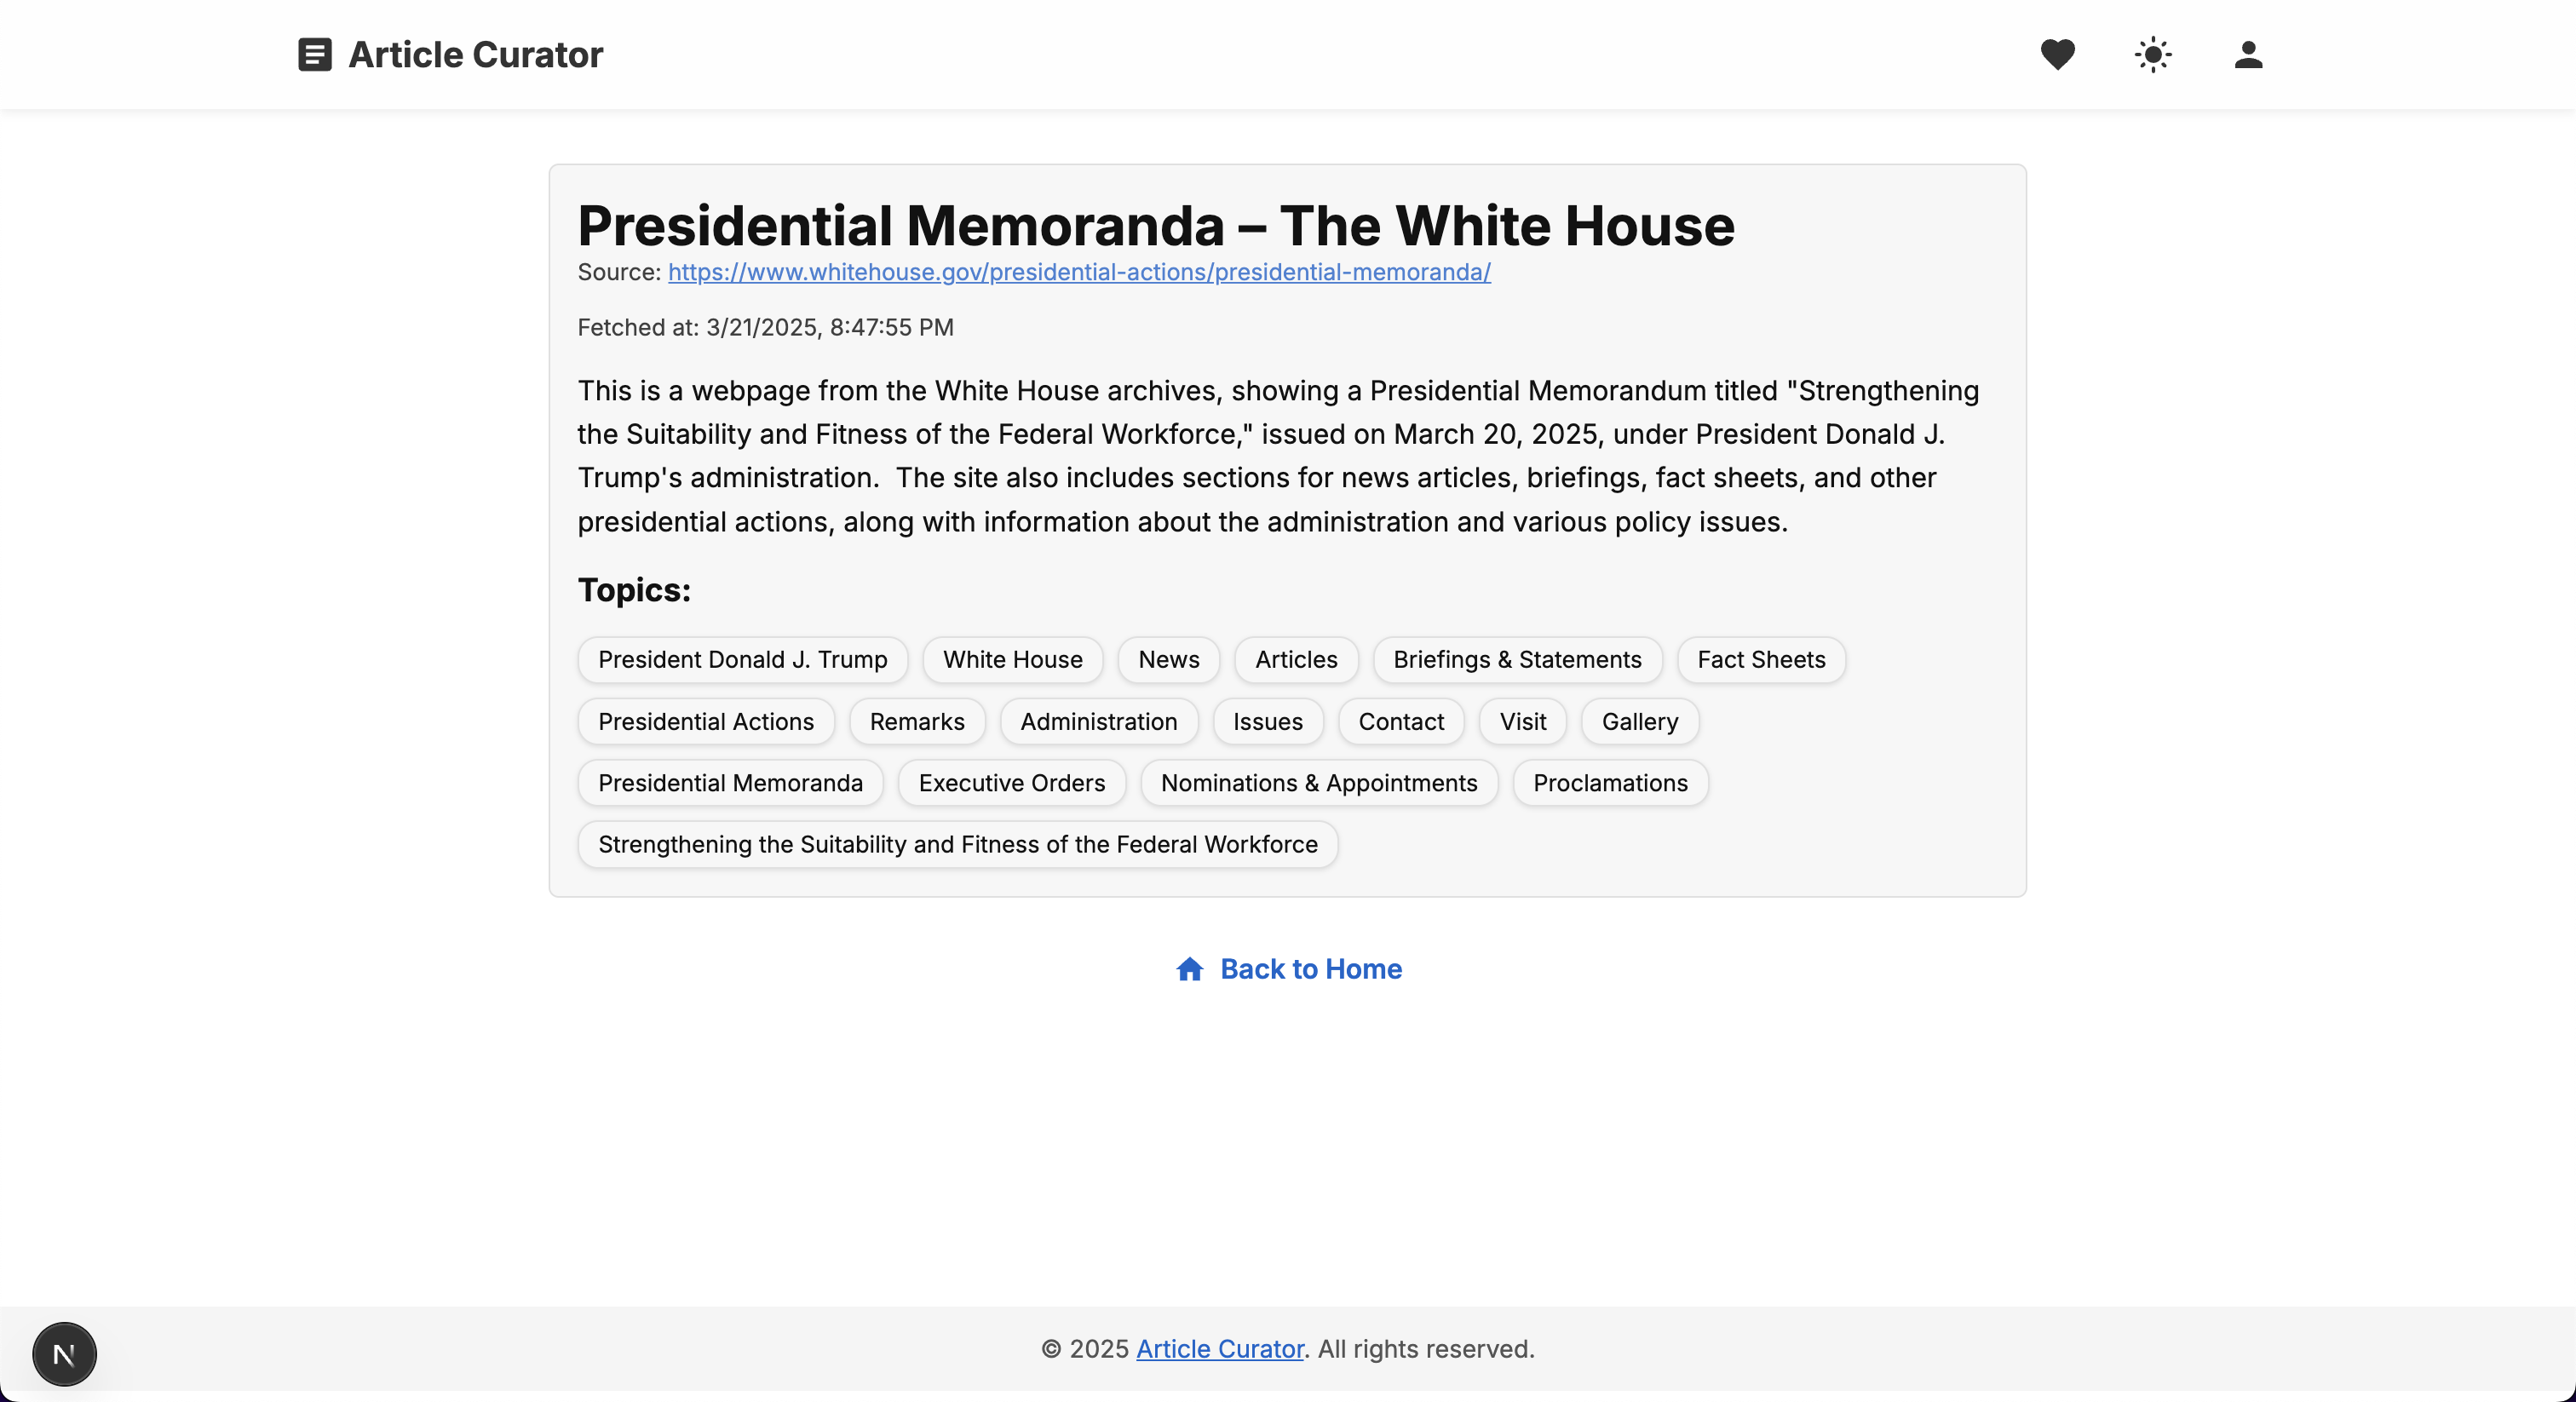 Article Curator
Presidential Memoranda – The White House
Source: https://www.whitehouse.gov/presidential-actions/presidential-memoranda/
Fetched at: 3/21/2025, 8:47:55 PM
This is a webpage from the White House archives, showing a Presidential Memorandum titled "Strengthening
the Suitability and Fitness of the Federal Workforce," issued on March 20, 2025, under President Donald J.
Trump's administration.  The site also includes sections for news articles, briefings, fact sheets, and other
presidential actions, along with information about the administration and various policy issues.
Topics:
President Donald J. Trump White House News Articles Briefings & Statements Fact Sheets
Presidential Actions Remarks Administration Issues Contact Visit Gallery
Presidential Memoranda Executive Orders Nominations & Appointments Proclamations
Strengthening the Suitability and Fitness of the Federal Workforce
Back to Home
© 2025 Article Curator. All rights reserved.
N